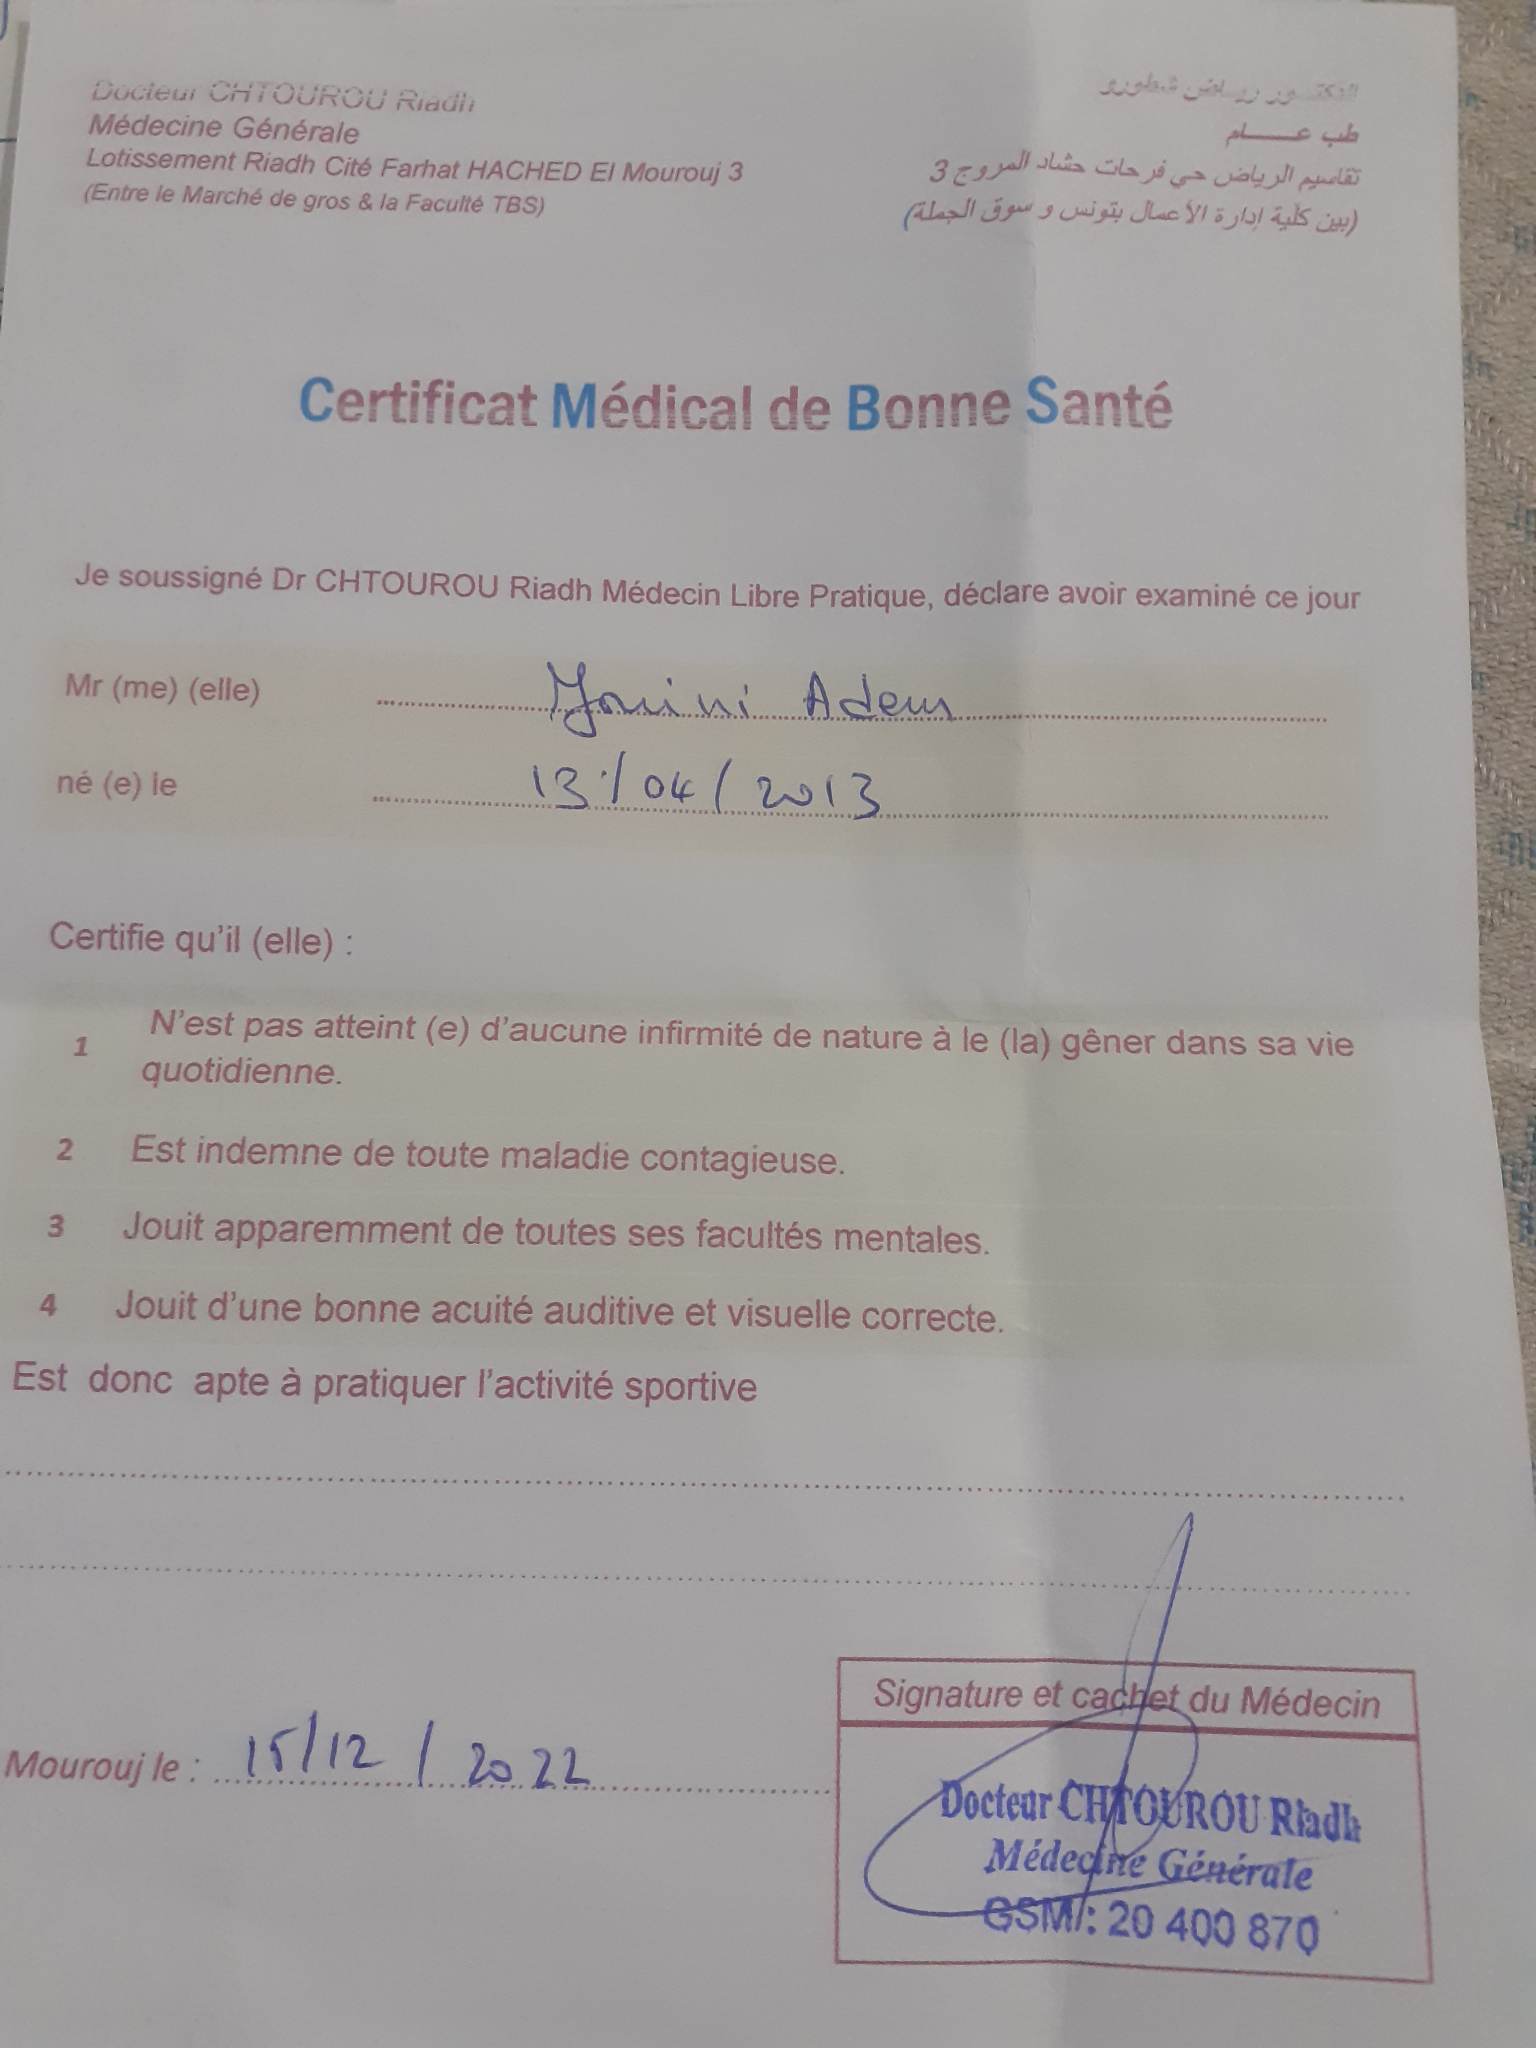 Docteur CHTOUROU Riadh
Médecine Générale
Lotissement Riadh Cité Farhat HACHED El Mourouj 3
(Entre le Marché de gros & la Faculté TBS)
الدكتــور ريــاض شطورو
طب عــــــام
تقاسيم الرياض حي فرحات حشاد المروج 3
(بين كلية إدارة الأعمال بتونس و سوق الجملة)
Certificat Médical de Bonne Santé
Je soussigné Dr CHTOUROU Riadh Médecin Libre Pratique, déclare avoir examiné ce jour
Mr (me) (elle) Adem
né (e) le 13/04/2013
Certifie qu'il (elle) :
1 N'est pas atteint (e) d'aucune infirmité de nature à le (la) gêner dans sa vie
quotidienne.
2 Est indemne de toute maladie contagieuse.
3 Jouit apparemment de toutes ses facultés mentales.
4 Jouit d'une bonne acuité auditive et visuelle correcte.
Est donc apte à pratiquer l'activité sportive
Mourouj le : 15/12/2022
Signature et cachet du Médecin
Docteur CHTOUROU Riadh
Médecine Générale
GSM : 20 400 870